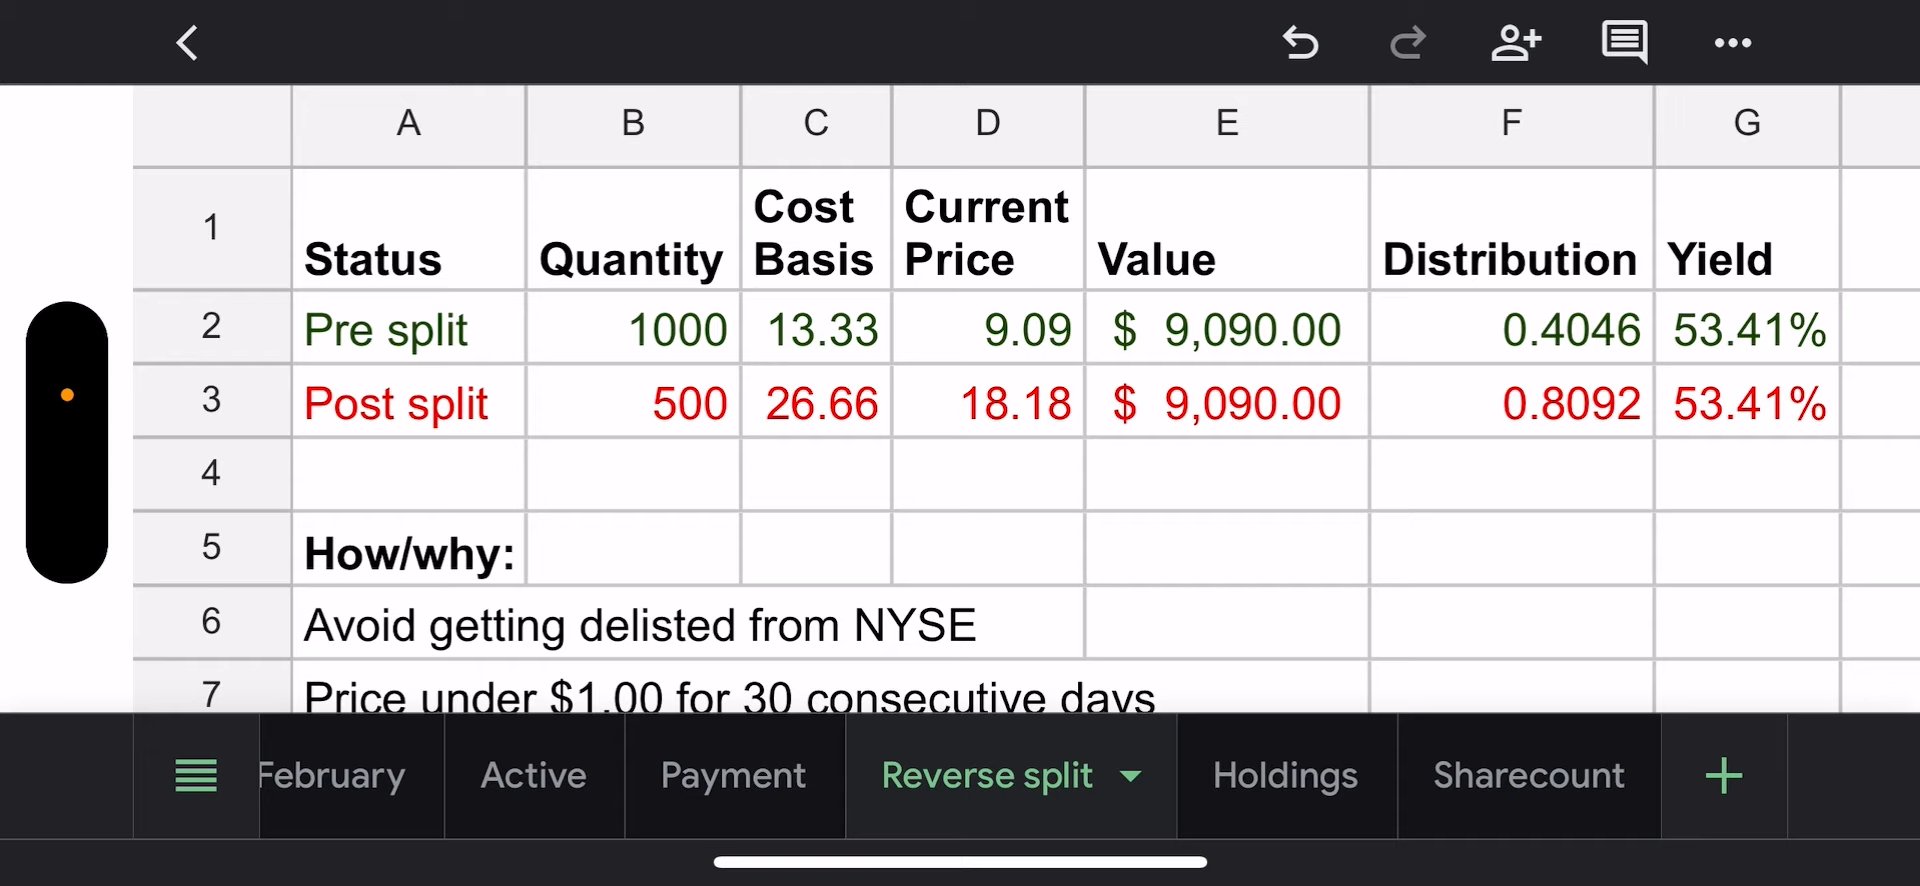 A B C D E F G
1 Status Quantity Cost Basis Current Price Value Distribution Yield
2 Pre split 1000 13.33 9.09 $ 9,090.00 0.4046 53.41%
3 Post split 500 26.66 18.18 $ 9,090.00 0.8092 53.41%
4
5 How/why:
6 Avoid getting delisted from NYSE
7 Price under $1.00 for 30 consecutive days
February Active Payment Reverse split Holdings Sharecount